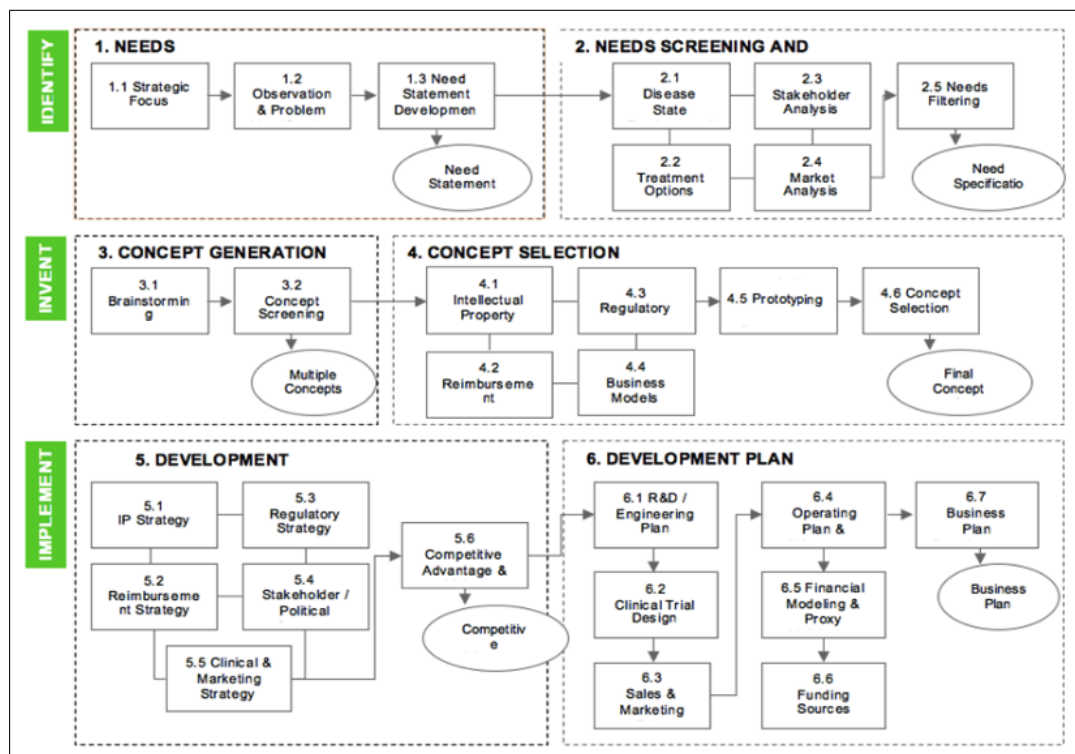 IDENTIFY
1. NEEDS
1.1 Strategic
Focus
1.2
Observation
& Problem
1.3 Need
Statement
Developmen
Need
Statement
2. NEEDS SCREENING AND
2.1
Disease
State
2.3
Stakeholder
Analysis
2.2
Treatment
Options
2.4
Market
Analysis
2.5 Needs
Filtering
Need
Specificatio
INVENT
3. CONCEPT GENERATION
3.1
Brainstormin
g
3.2
Concept
Screening
Multiple
Concepts
4. CONCEPT SELECTION
4.1
Intellectual
Property
4.3
Regulatory
4.2
Reimburseme
nt
4.4
Business
Models
4.5 Prototyping
4.6 Concept
Selection
Final
Concept
IMPLEMENT
5. DEVELOPMENT
5.1
IP Strategy
5.3
Regulatory
Strategy
5.2
Reimburseme
nt Strategy
5.4
Stakeholder /
Political
5.5 Clinical &
Marketing
Strategy
5.6
Competitive
Advantage &
Competitiv
e
6. DEVELOPMENT PLAN
6.1 R&D /
Engineering
Plan
6.2
Clinical Trial
Design
6.3
Sales &
Marketing
6.4
Operating
Plan &
6.5 Financial
Modeling &
Proxy
6.6
Funding
Sources
6.7
Business
Plan
Business
Plan